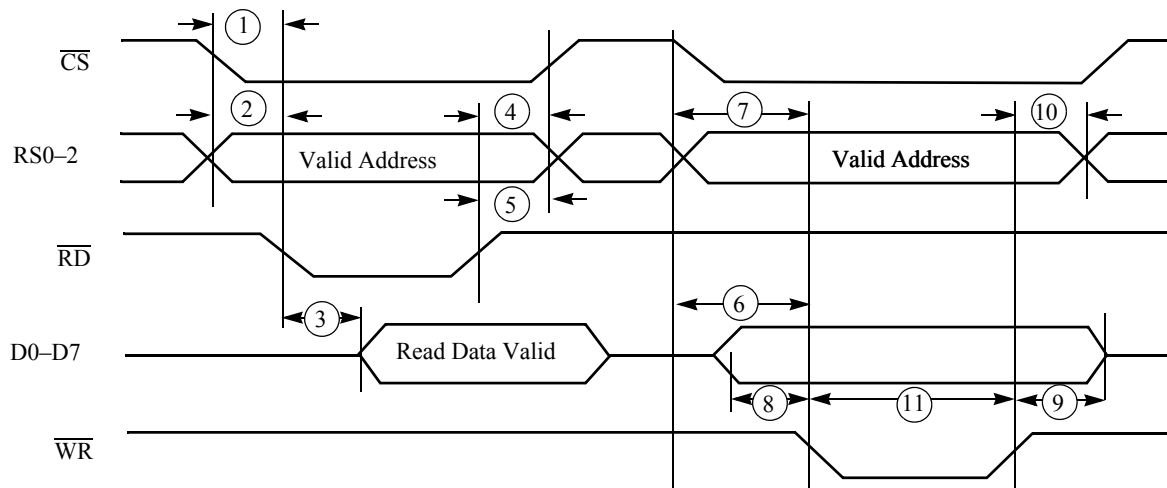 1
CS
2
4
7
10
RS0–2
Valid Address
Valid Address
5
RD
6
3
D0–D7
Read Data Valid
8
11
9
WR